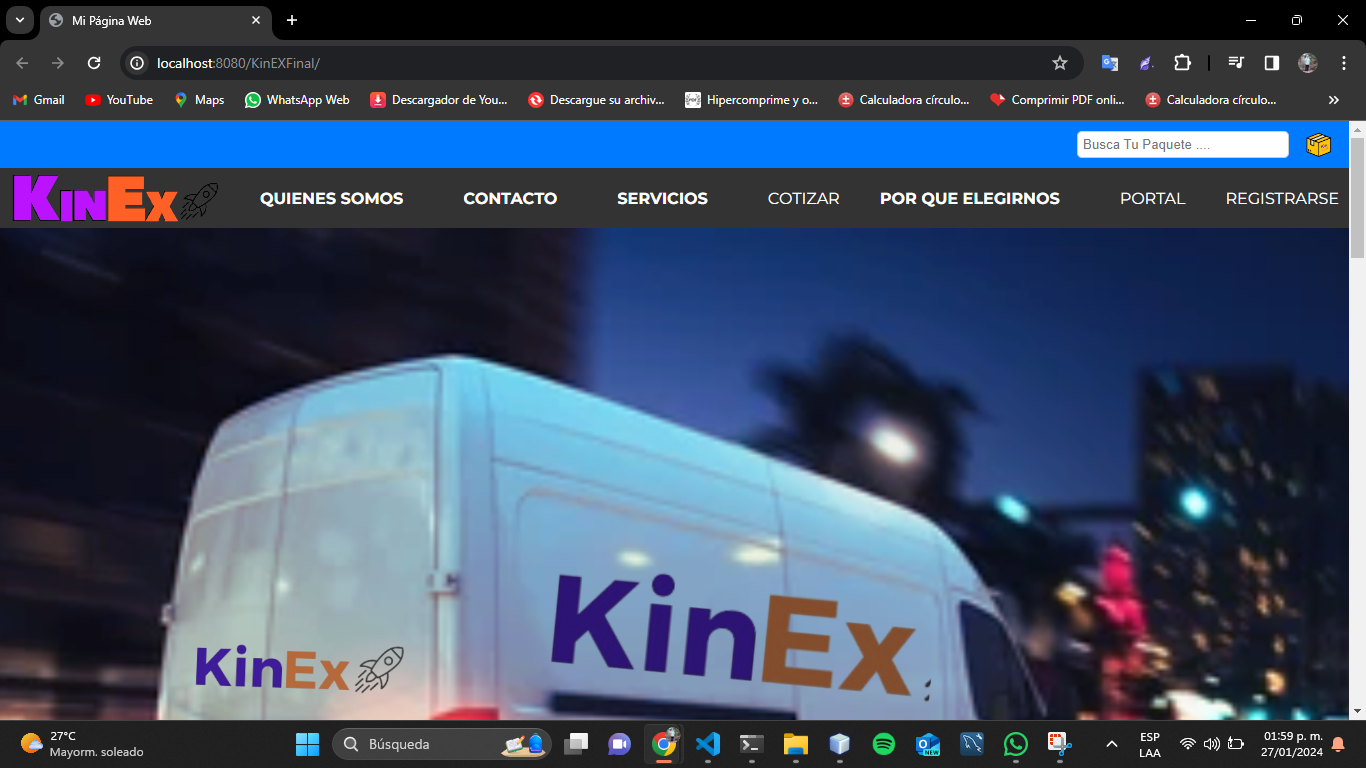 Mi Página Web
localhost:8080/KinEXFinal/
Gmail YouTube Maps WhatsApp Web Descargador de You... Descargue su archiv... Hipercomprime y o... Calculadora círculo... Comprimir PDF onli... Calculadora círculo...
Busca Tu Paquete ....
KINEX QUIENES SOMOS CONTACTO SERVICIOS COTIZAR POR QUE ELEGIRNOS PORTAL REGISTRARSE
KinEx
KinEx
27°C
Mayorm. soleado
Búsqueda
NEW
ESP
LAA
01:59 p. m.
27/01/2024